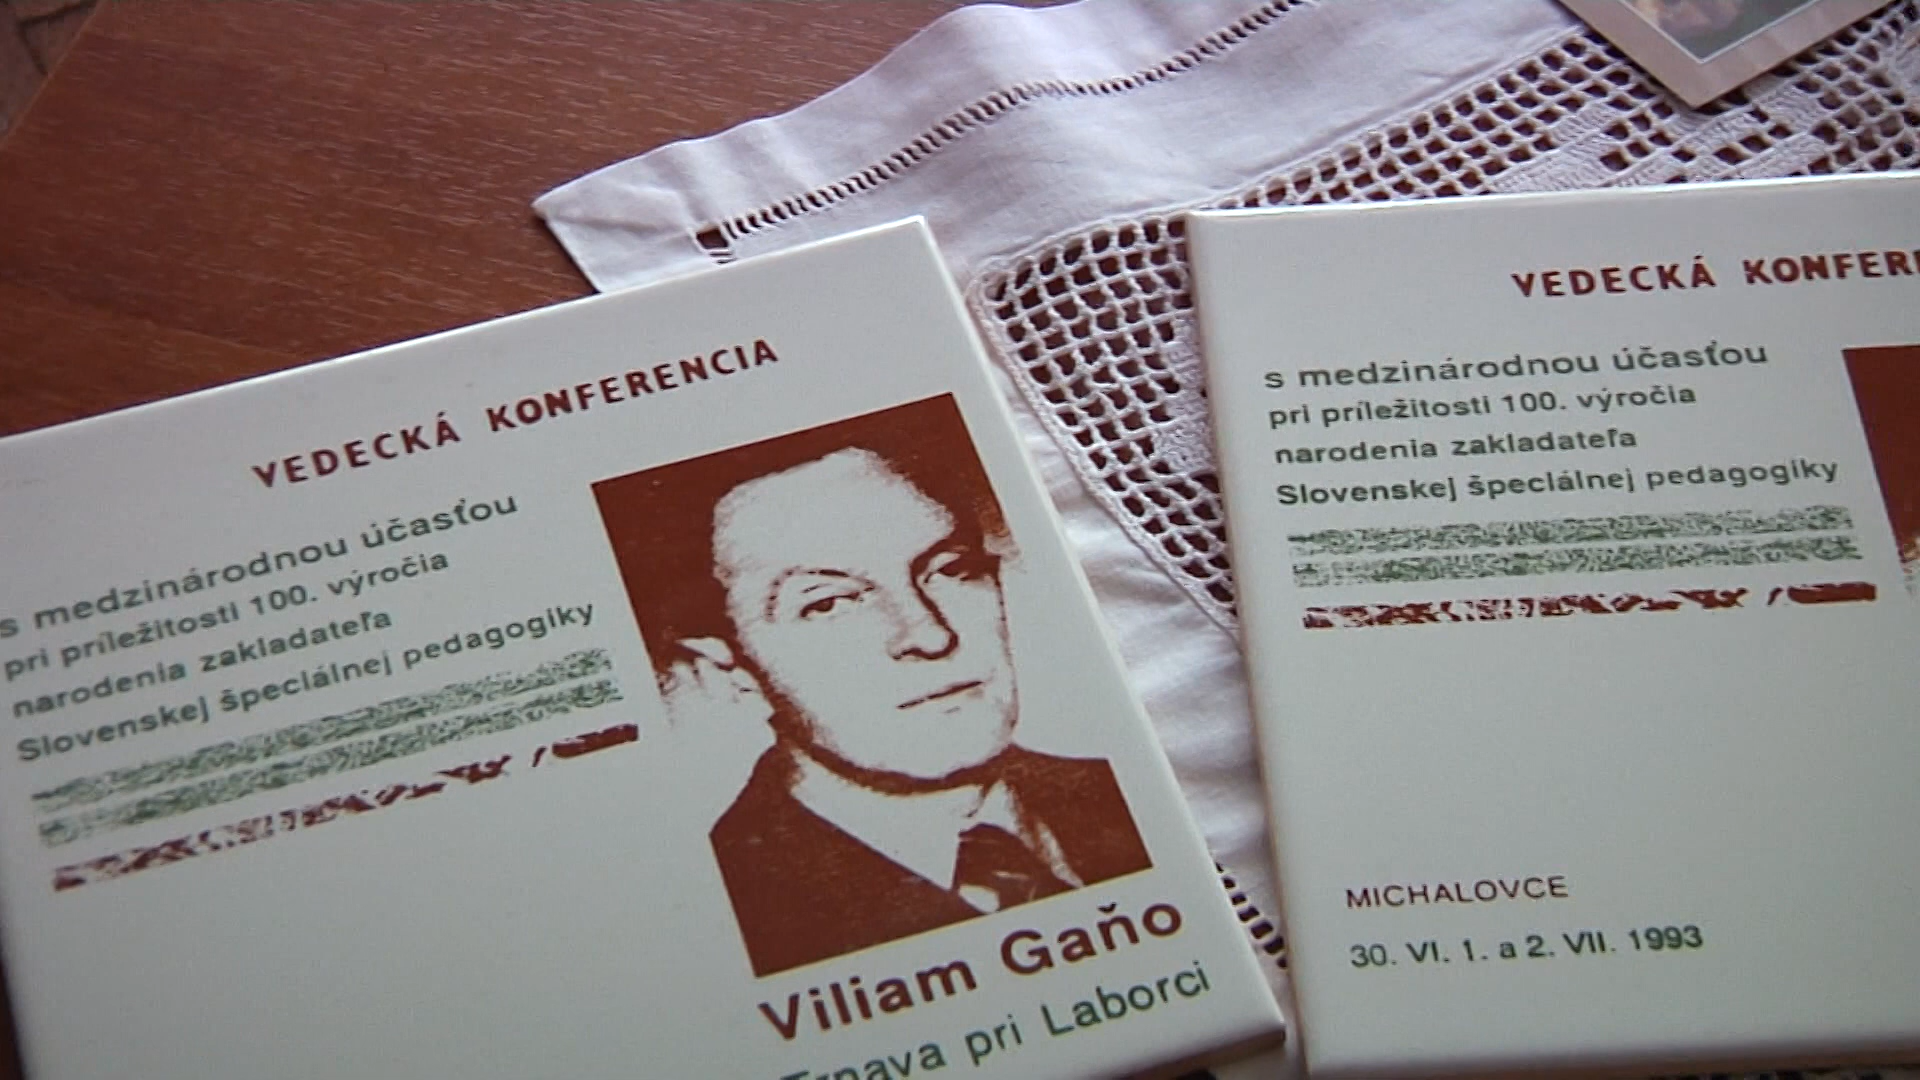 VEDECKÁ KONFERENCIA
s medzinárodnou účasťou
pri príležitosti 100. výročia
narodenia zakladateľa
Slovenskej špeciálnej pedagogiky
Viliam Gaňo
Trnava pri Laborci
VEDECKÁ
s medzinárodnou účasťou
pri príležitosti 100. výročia
narodenia zakladateľa
Slovenskej špeciálnej pedagogiky
MICHALOVCE
30. VI. 1. a 2. VII. 1993